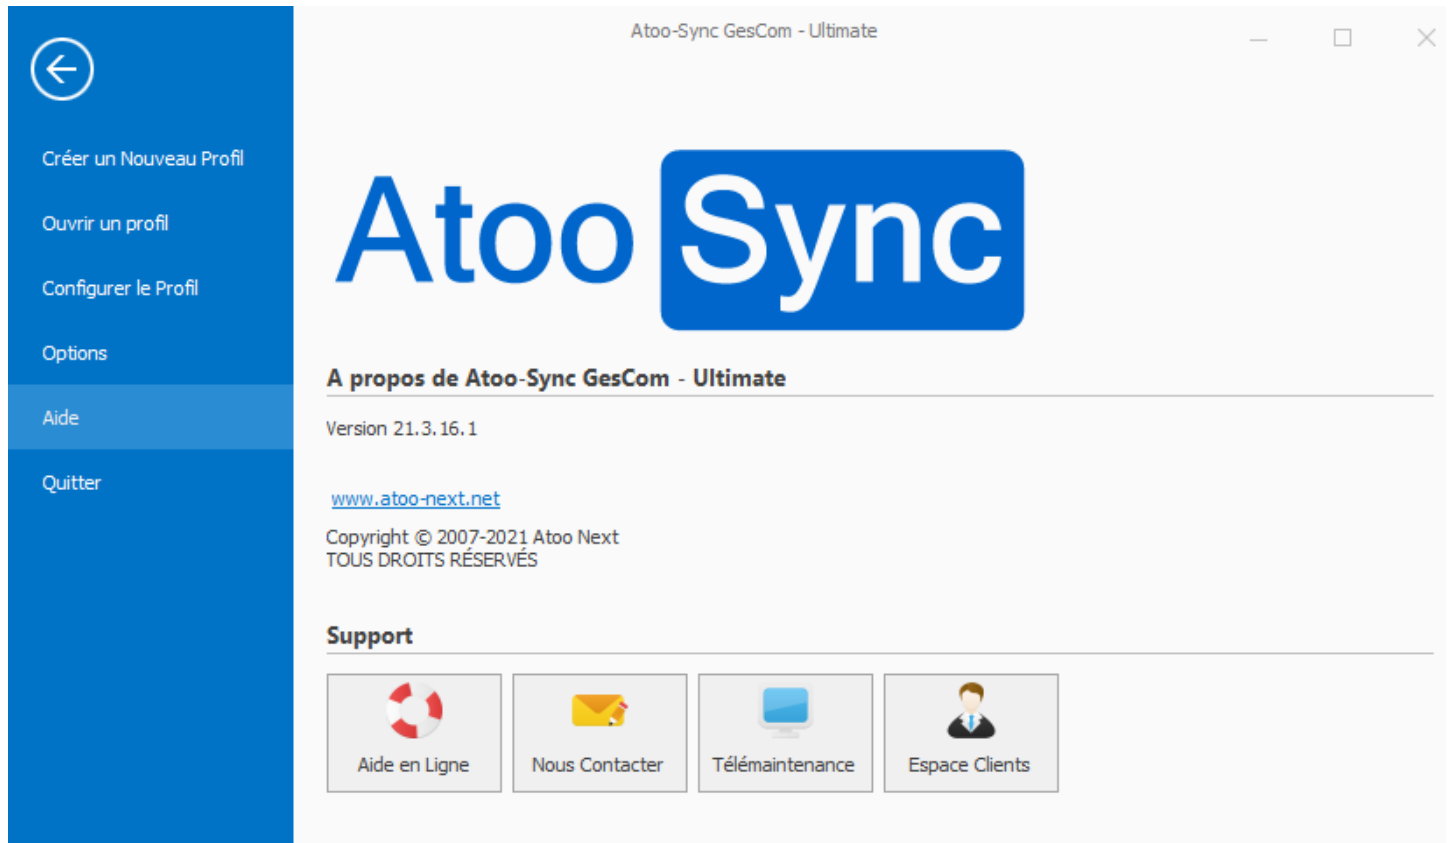 Atoo-Sync GesCom - Ultimate
Créer un Nouveau Profil
Ouvrir un profil
Configurer le Profil
Options
Aide
Quitter
Atoo Sync
A propos de Atoo-Sync GesCom - Ultimate
Version 21.3.16.1
www.atoo-next.net
Copyright © 2007-2021 Atoo Next
TOUS DROITS RÉSERVÉS
Support
Aide en Ligne
Nous Contacter
Télémaintenance
Espace Clients